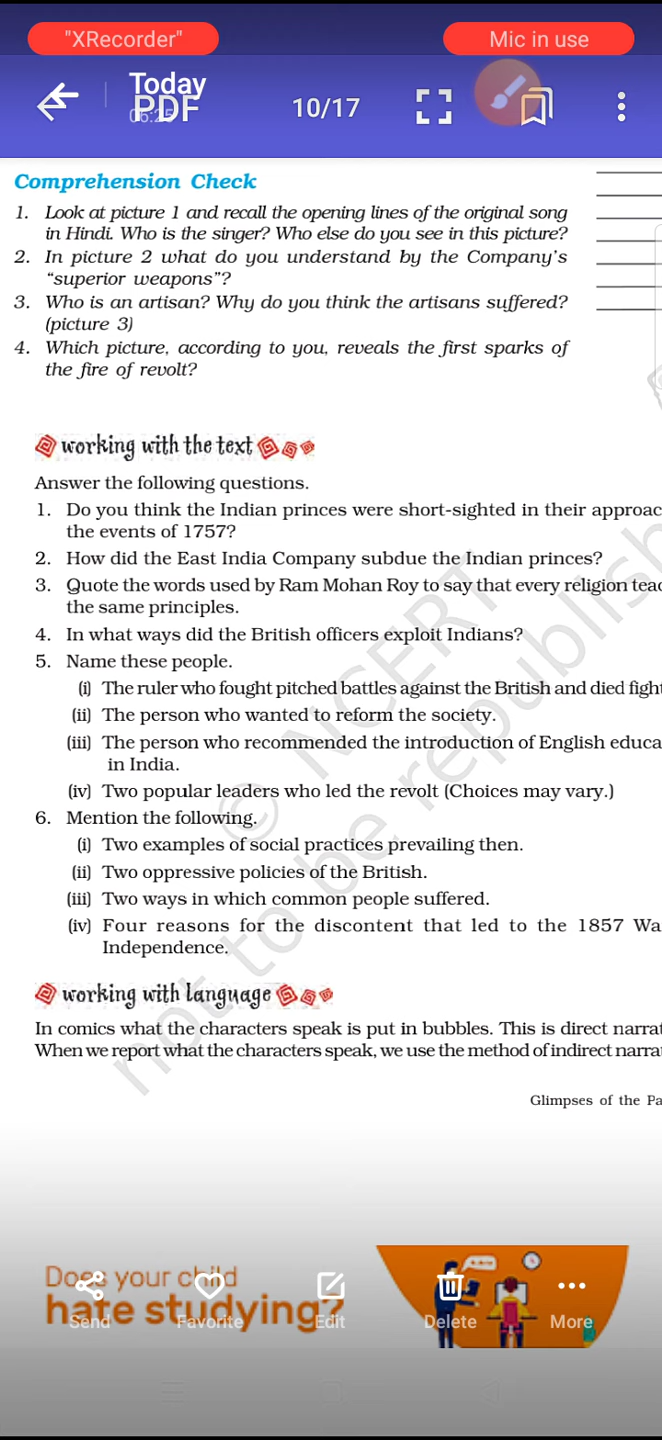 "XRecorder"
Mic in use
Today
PDF
10/17
Comprehension Check
1. Look at picture 1 and recall the opening lines of the original song
in Hindi. Who is the singer? Who else do you see in this picture?
2. In picture 2 what do you understand by the Company's
"superior weapons"?
3. Who is an artisan? Why do you think the artisans suffered?
(picture 3)
4. Which picture, according to you, reveals the first sparks of
the fire of revolt?
working with the text
Answer the following questions.
1. Do you think the Indian princes were short-sighted in their approac
the events of 1757?
2. How did the East India Company subdue the Indian princes?
3. Quote the words used by Ram Mohan Roy to say that every religion teac
the same principles.
4. In what ways did the British officers exploit Indians?
5. Name these people.
(i) The ruler who fought pitched battles against the British and died fight
(ii) The person who wanted to reform the society.
(iii) The person who recommended the introduction of English educa
in India.
(iv) Two popular leaders who led the revolt (Choices may vary.)
6. Mention the following.
(i) Two examples of social practices prevailing then.
(ii) Two oppressive policies of the British.
(iii) Two ways in which common people suffered.
(iv) Four reasons for the discontent that led to the 1857 Wa
Independence.
working with language
In comics what the characters speak is put in bubbles. This is direct narrat
When we report what the characters speak, we use the method of indirect narrat
Glimpses of the Pa
© NCERT
not to be republish
Does your child
hate studying?
Send
Favorite
Edit
Delete
More